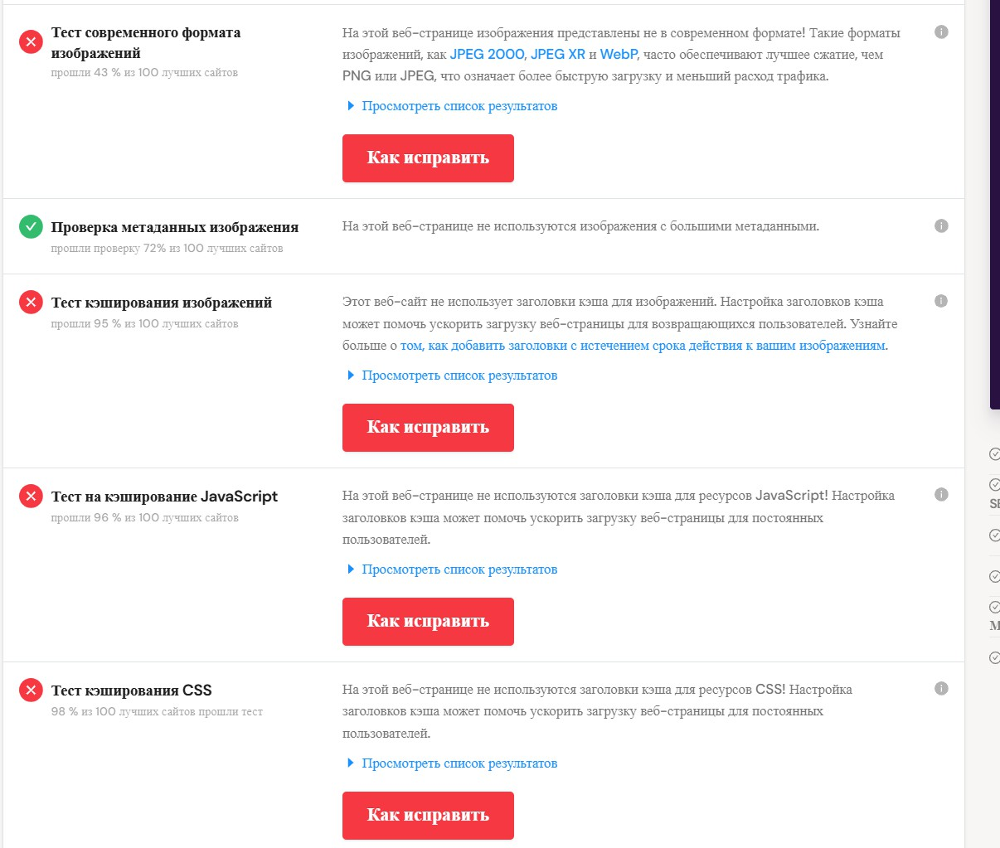 Тест современного формата
изображений
прошли 43 % из 100 лучших сайтов
На этой веб-странице изображения представлены не в современном формате! Такие форматы
изображений, как JPEG 2000, JPEG XR и WebP, часто обеспечивают лучшее сжатие, чем
PNG или JPEG, что означает более быструю загрузку и меньший расход трафика.
Просмотреть список результатов
Как исправить
Проверка метаданных изображения
прошли проверку 72% из 100 лучших сайтов
На этой веб-странице не используются изображения с большими метаданными.
Тест кэширования изображений
прошли 95 % из 100 лучших сайтов
Этот веб-сайт не использует заголовки кэша для изображений. Настройка заголовков кэша
может помочь ускорить загрузку веб-страницы для возвращающихся пользователей. Узнайте
больше о том, как добавить заголовки с истечением срока действия к вашим изображениям.
Просмотреть список результатов
Как исправить
Тест на кэширование JavaScript
прошли 96 % из 100 лучших сайтов
На этой веб-странице не используются заголовки кэша для ресурсов JavaScript! Настройка
заголовков кэша может помочь ускорить загрузку веб-страницы для постоянных
пользователей.
Просмотреть список результатов
Как исправить
Тест кэширования CSS
98 % из 100 лучших сайтов прошли тест
На этой веб-странице не используются заголовки кэша для ресурсов CSS! Настройка
заголовков кэша может помочь ускорить загрузку веб-страницы для постоянных
пользователей.
Просмотреть список результатов
Как исправить